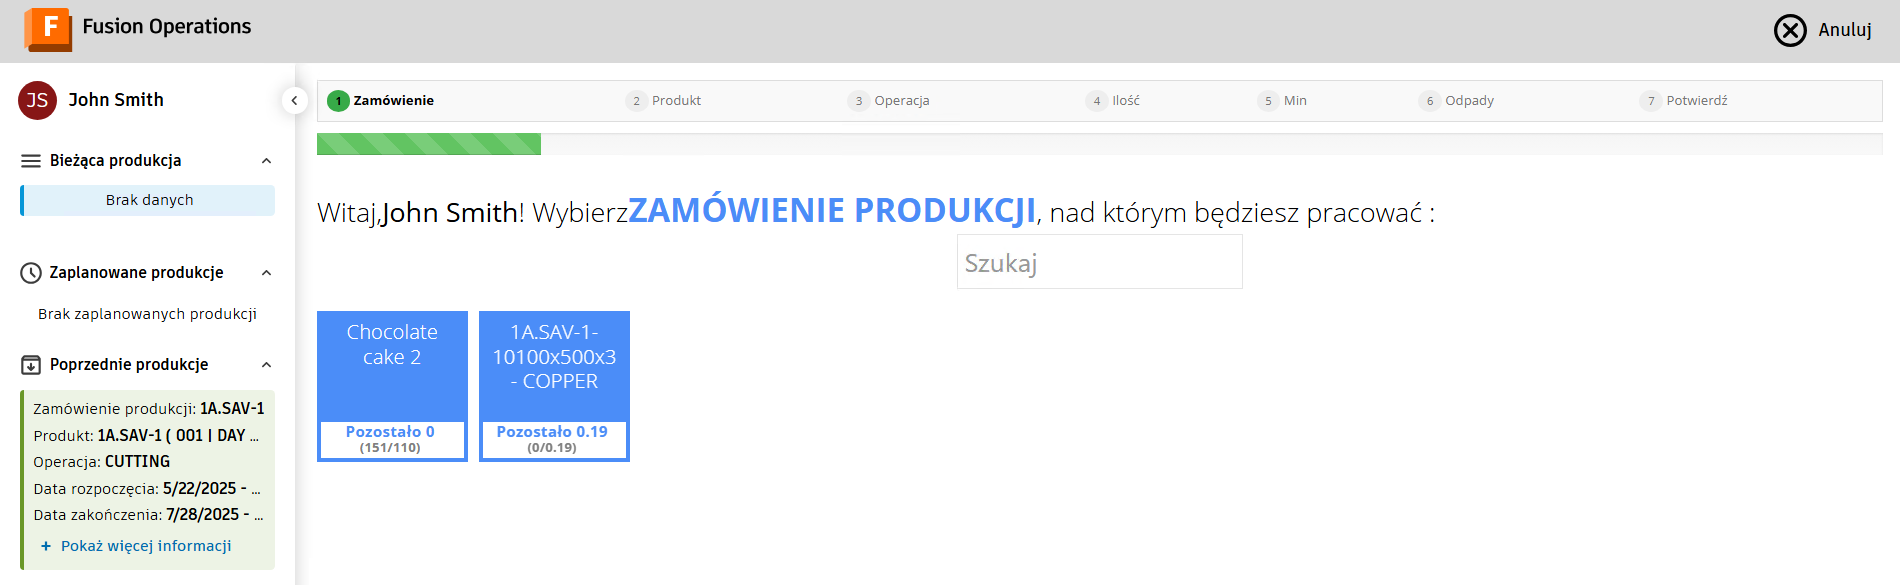 F Fusion Operations
Anuluj
JS John Smith
Bieżąca produkcja
Brak danych
Zaplanowane produkcje
Brak zaplanowanych produkcji
Poprzednie produkcje
Zamówienie produkcji: 1A.SAV-1
Produkt: 1A.SAV-1 ( 001 | DAY ...
Operacja: CUTTING
Data rozpoczęcia: 5/22/2025 - ...
Data zakończenia: 7/28/2025 - ...
+ Pokaż więcej informacji
1 Zamówienie 2 Produkt 3 Operacja 4 Ilość 5 Min 6 Odpady 7 Potwierdź
Witaj,John Smith! WybierzZAMÓWIENIE PRODUKCJI, nad którym będziesz pracować :
Szukaj
Chocolate
cake 2
Pozostało 0
(151/110)
1A.SAV-1-
10100x500x3
- COPPER
Pozostało 0.19
(0/0.19)